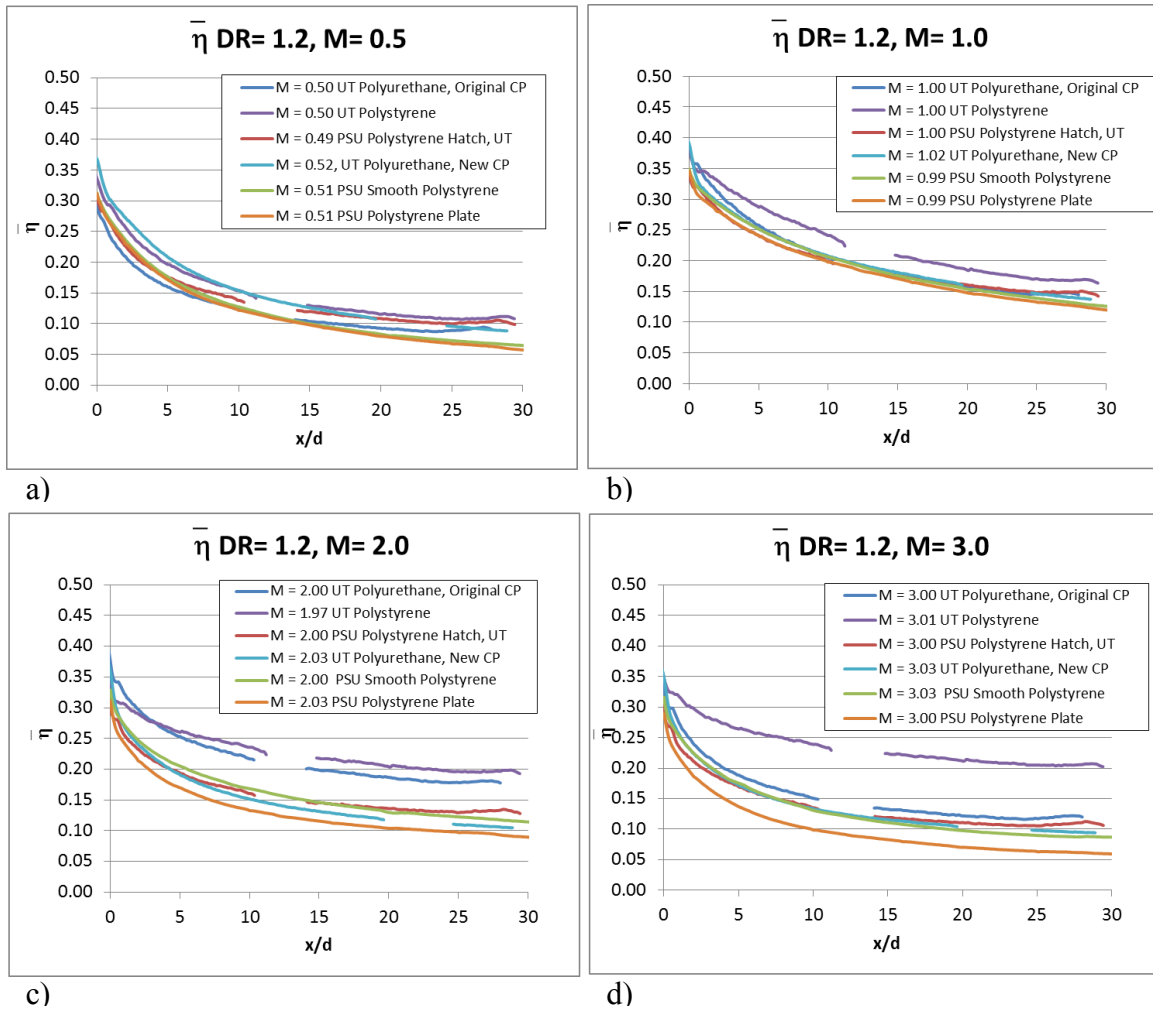 η̅ DR= 1.2, M= 0.5
0.50
0.45
0.40
0.35
0.30
0.25
0.20
0.15
0.10
0.05
0.00
η̅
M = 0.50 UT Polyurethane, Original CP
M = 0.50 UT Polystyrene
M = 0.49 PSU Polystyrene Hatch, UT
M = 0.52, UT Polyurethane, New CP
M = 0.51 PSU Smooth Polystyrene
M = 0.51 PSU Polystyrene Plate
0 5 10 15 20 25 30
x/d
a)
η̅ DR= 1.2, M= 1.0
0.50
0.45
0.40
0.35
0.30
0.25
0.20
0.15
0.10
0.05
0.00
η̅
M = 1.00 UT Polyurethane, Original CP
M = 1.00 UT Polystyrene
M = 1.00 PSU Polystyrene Hatch, UT
M = 1.02 UT Polyurethane, New CP
M = 0.99 PSU Smooth Polystyrene
M = 0.99 PSU Polystyrene Plate
0 5 10 15 20 25 30
x/d
b)
η̅ DR= 1.2, M= 2.0
0.50
0.45
0.40
0.35
0.30
0.25
0.20
0.15
0.10
0.05
0.00
η̅
M = 2.00 UT Polyurethane, Original CP
M = 1.97 UT Polystyrene
M = 2.00 PSU Polystyrene Hatch, UT
M = 2.03 UT Polyurethane, New CP
M = 2.00 PSU Smooth Polystyrene
M = 2.03 PSU Polystyrene Plate
0 5 10 15 20 25 30
x/d
c)
η̅ DR= 1.2, M= 3.0
0.50
0.45
0.40
0.35
0.30
0.25
0.20
0.15
0.10
0.05
0.00
η̅
M = 3.00 UT Polyurethane, Original CP
M = 3.01 UT Polystyrene
M = 3.00 PSU Polystyrene Hatch, UT
M = 3.03 UT Polyurethane, New CP
M = 3.03 PSU Smooth Polystyrene
M = 3.00 PSU Polystyrene Plate
0 5 10 15 20 25 30
x/d
d)